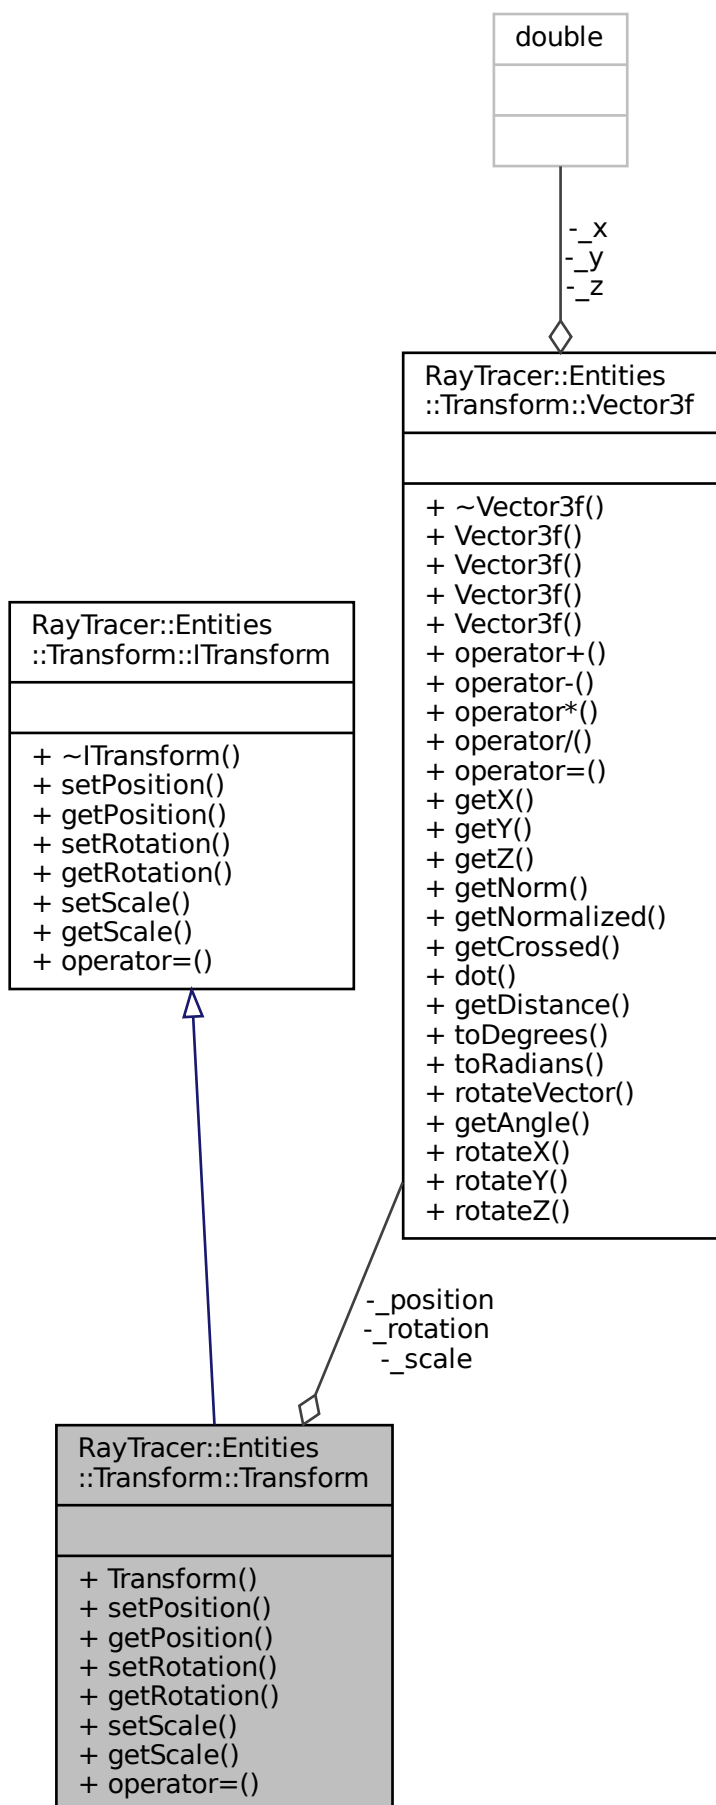 double
-_x
-_y
-_z
RayTracer::Entities
::Transform::Vector3f
+ ~Vector3f()
+ Vector3f()
+ Vector3f()
+ Vector3f()
+ Vector3f()
+ operator+()
+ operator-()
+ operator*()
+ operator/()
+ operator=()
+ getX()
+ getY()
+ getZ()
+ getNorm()
+ getNormalized()
+ getCrossed()
+ dot()
+ getDistance()
+ toDegrees()
+ toRadians()
+ rotateVector()
+ getAngle()
+ rotateX()
+ rotateY()
+ rotateZ()
RayTracer::Entities
::Transform::ITransform
+ ~ITransform()
+ setPosition()
+ getPosition()
+ setRotation()
+ getRotation()
+ setScale()
+ getScale()
+ operator=()
-_position
-_rotation
-_scale
RayTracer::Entities
::Transform::Transform
+ Transform()
+ setPosition()
+ getPosition()
+ setRotation()
+ getRotation()
+ setScale()
+ getScale()
+ operator=()